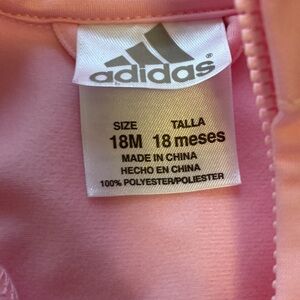 adidas
SIZE TALLA
18M 18 meses
MADE IN CHINA
HECHO EN CHINA
100% POLYESTER/POLIESTER